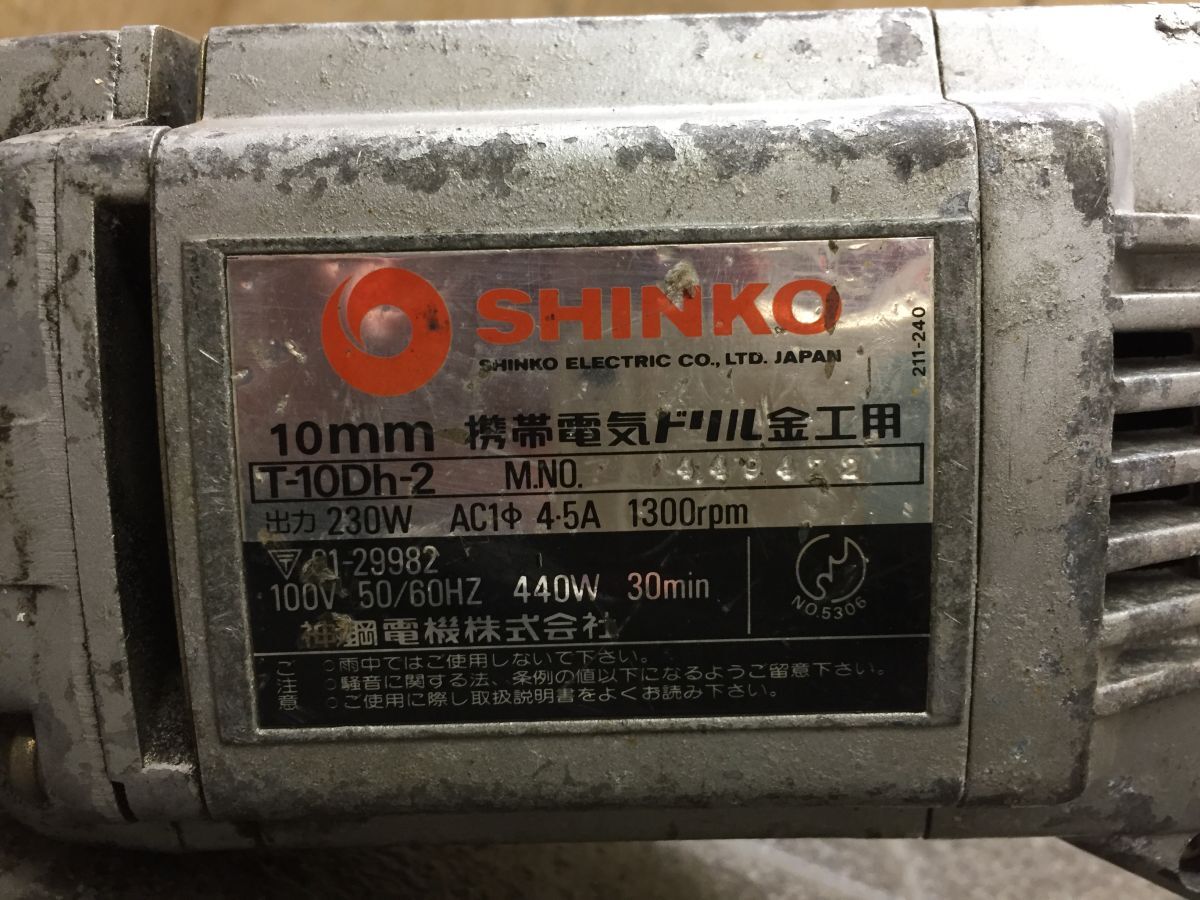 SHINKO
SHINKO ELECTRIC CO., LTD. JAPAN
211-240
10mm 携帯電気ドリル金工用
T-10Dh-2 M.NO.
出力 230W AC1Φ 4·5A 1300rpm
-29982
100V 50/60HZ 440W 30min
NO.5306
神鋼電機株式会社
ご注意
○雨中ではご使用しないで下さい。
○騒音に関する法、条例の値以下になるようご留意下さい。
○ご使用に際し取扱説明書をよくお読み下さい。